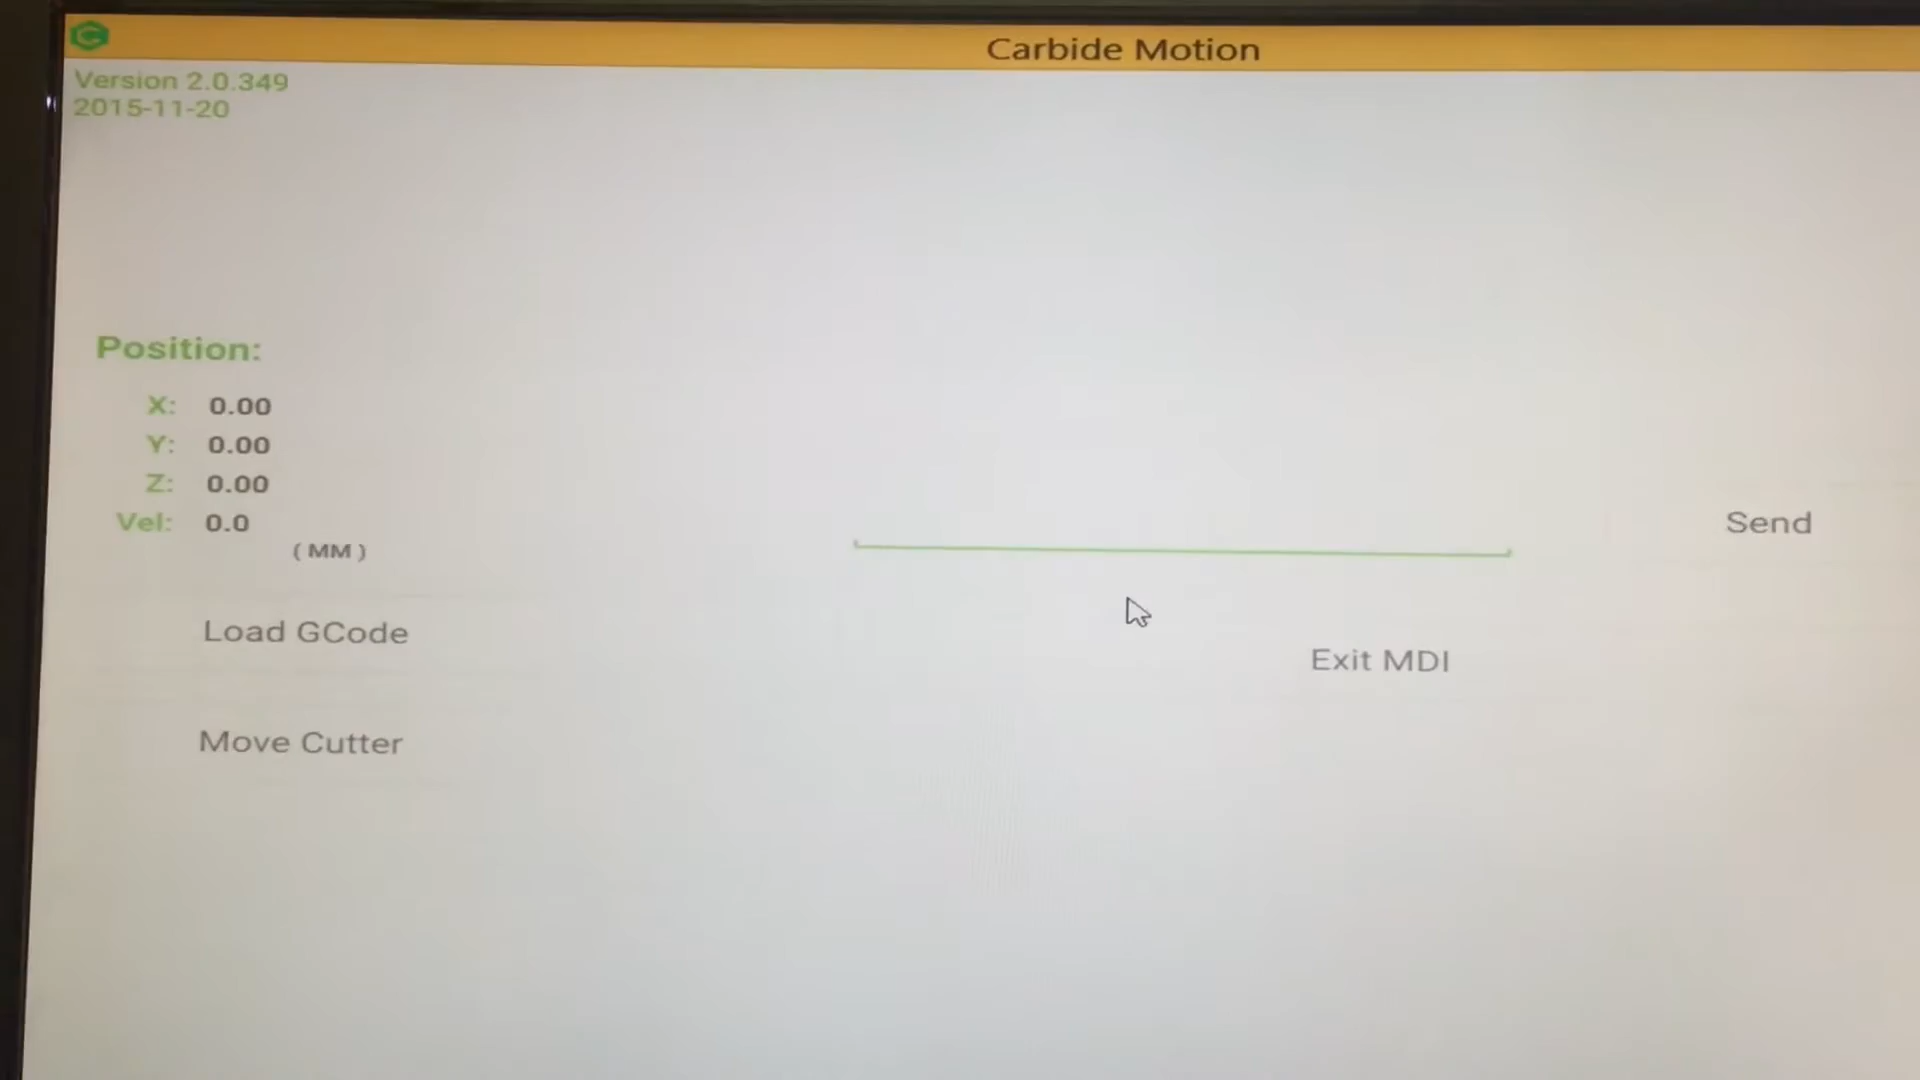 Carbide Motion
Version 2.0.349
2015-11-20
Position:
X: 0.00
Y: 0.00
Z: 0.00
Vel: 0.0
( MM )
Send
Load GCode
Exit MDI
Move Cutter